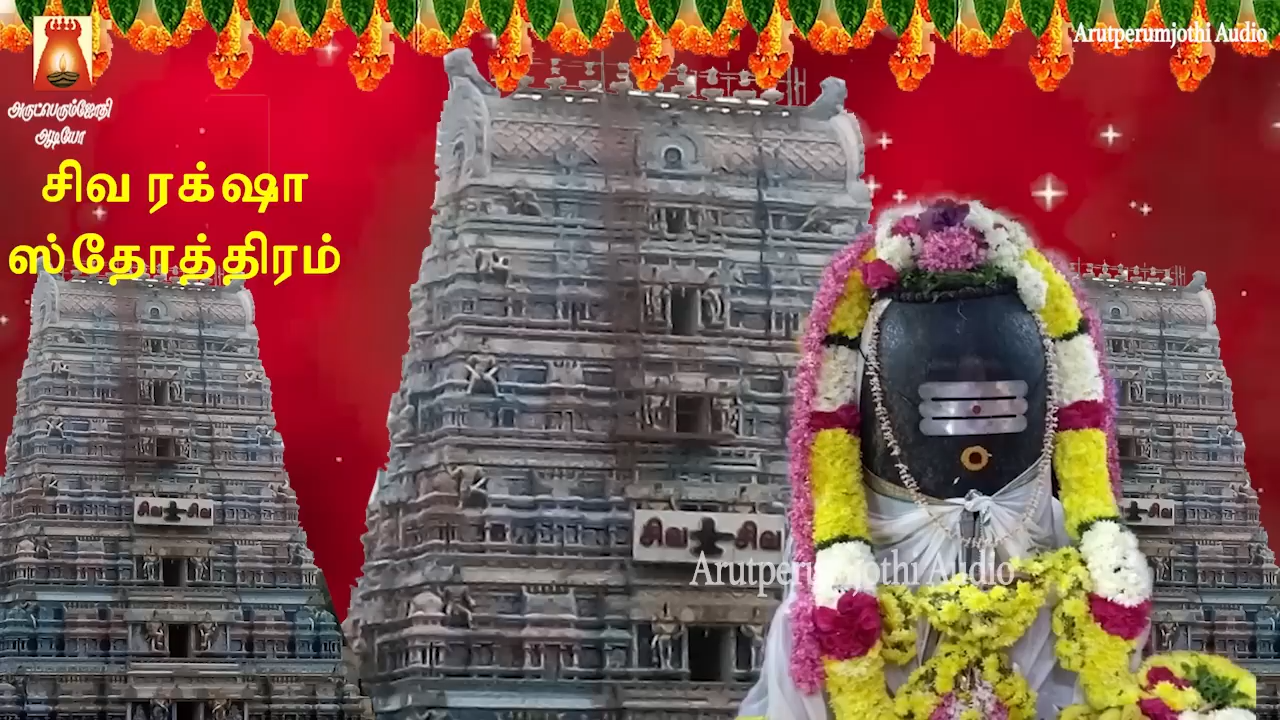 Arutperumjothi Audio
அருட்பெரும்ஜோதி
ஆடியோ
சிவ ரக்ஷா
ஸ்தோத்திரம்
சிவ சிவ
சிவ சிவ
Arutperumjothi Audio